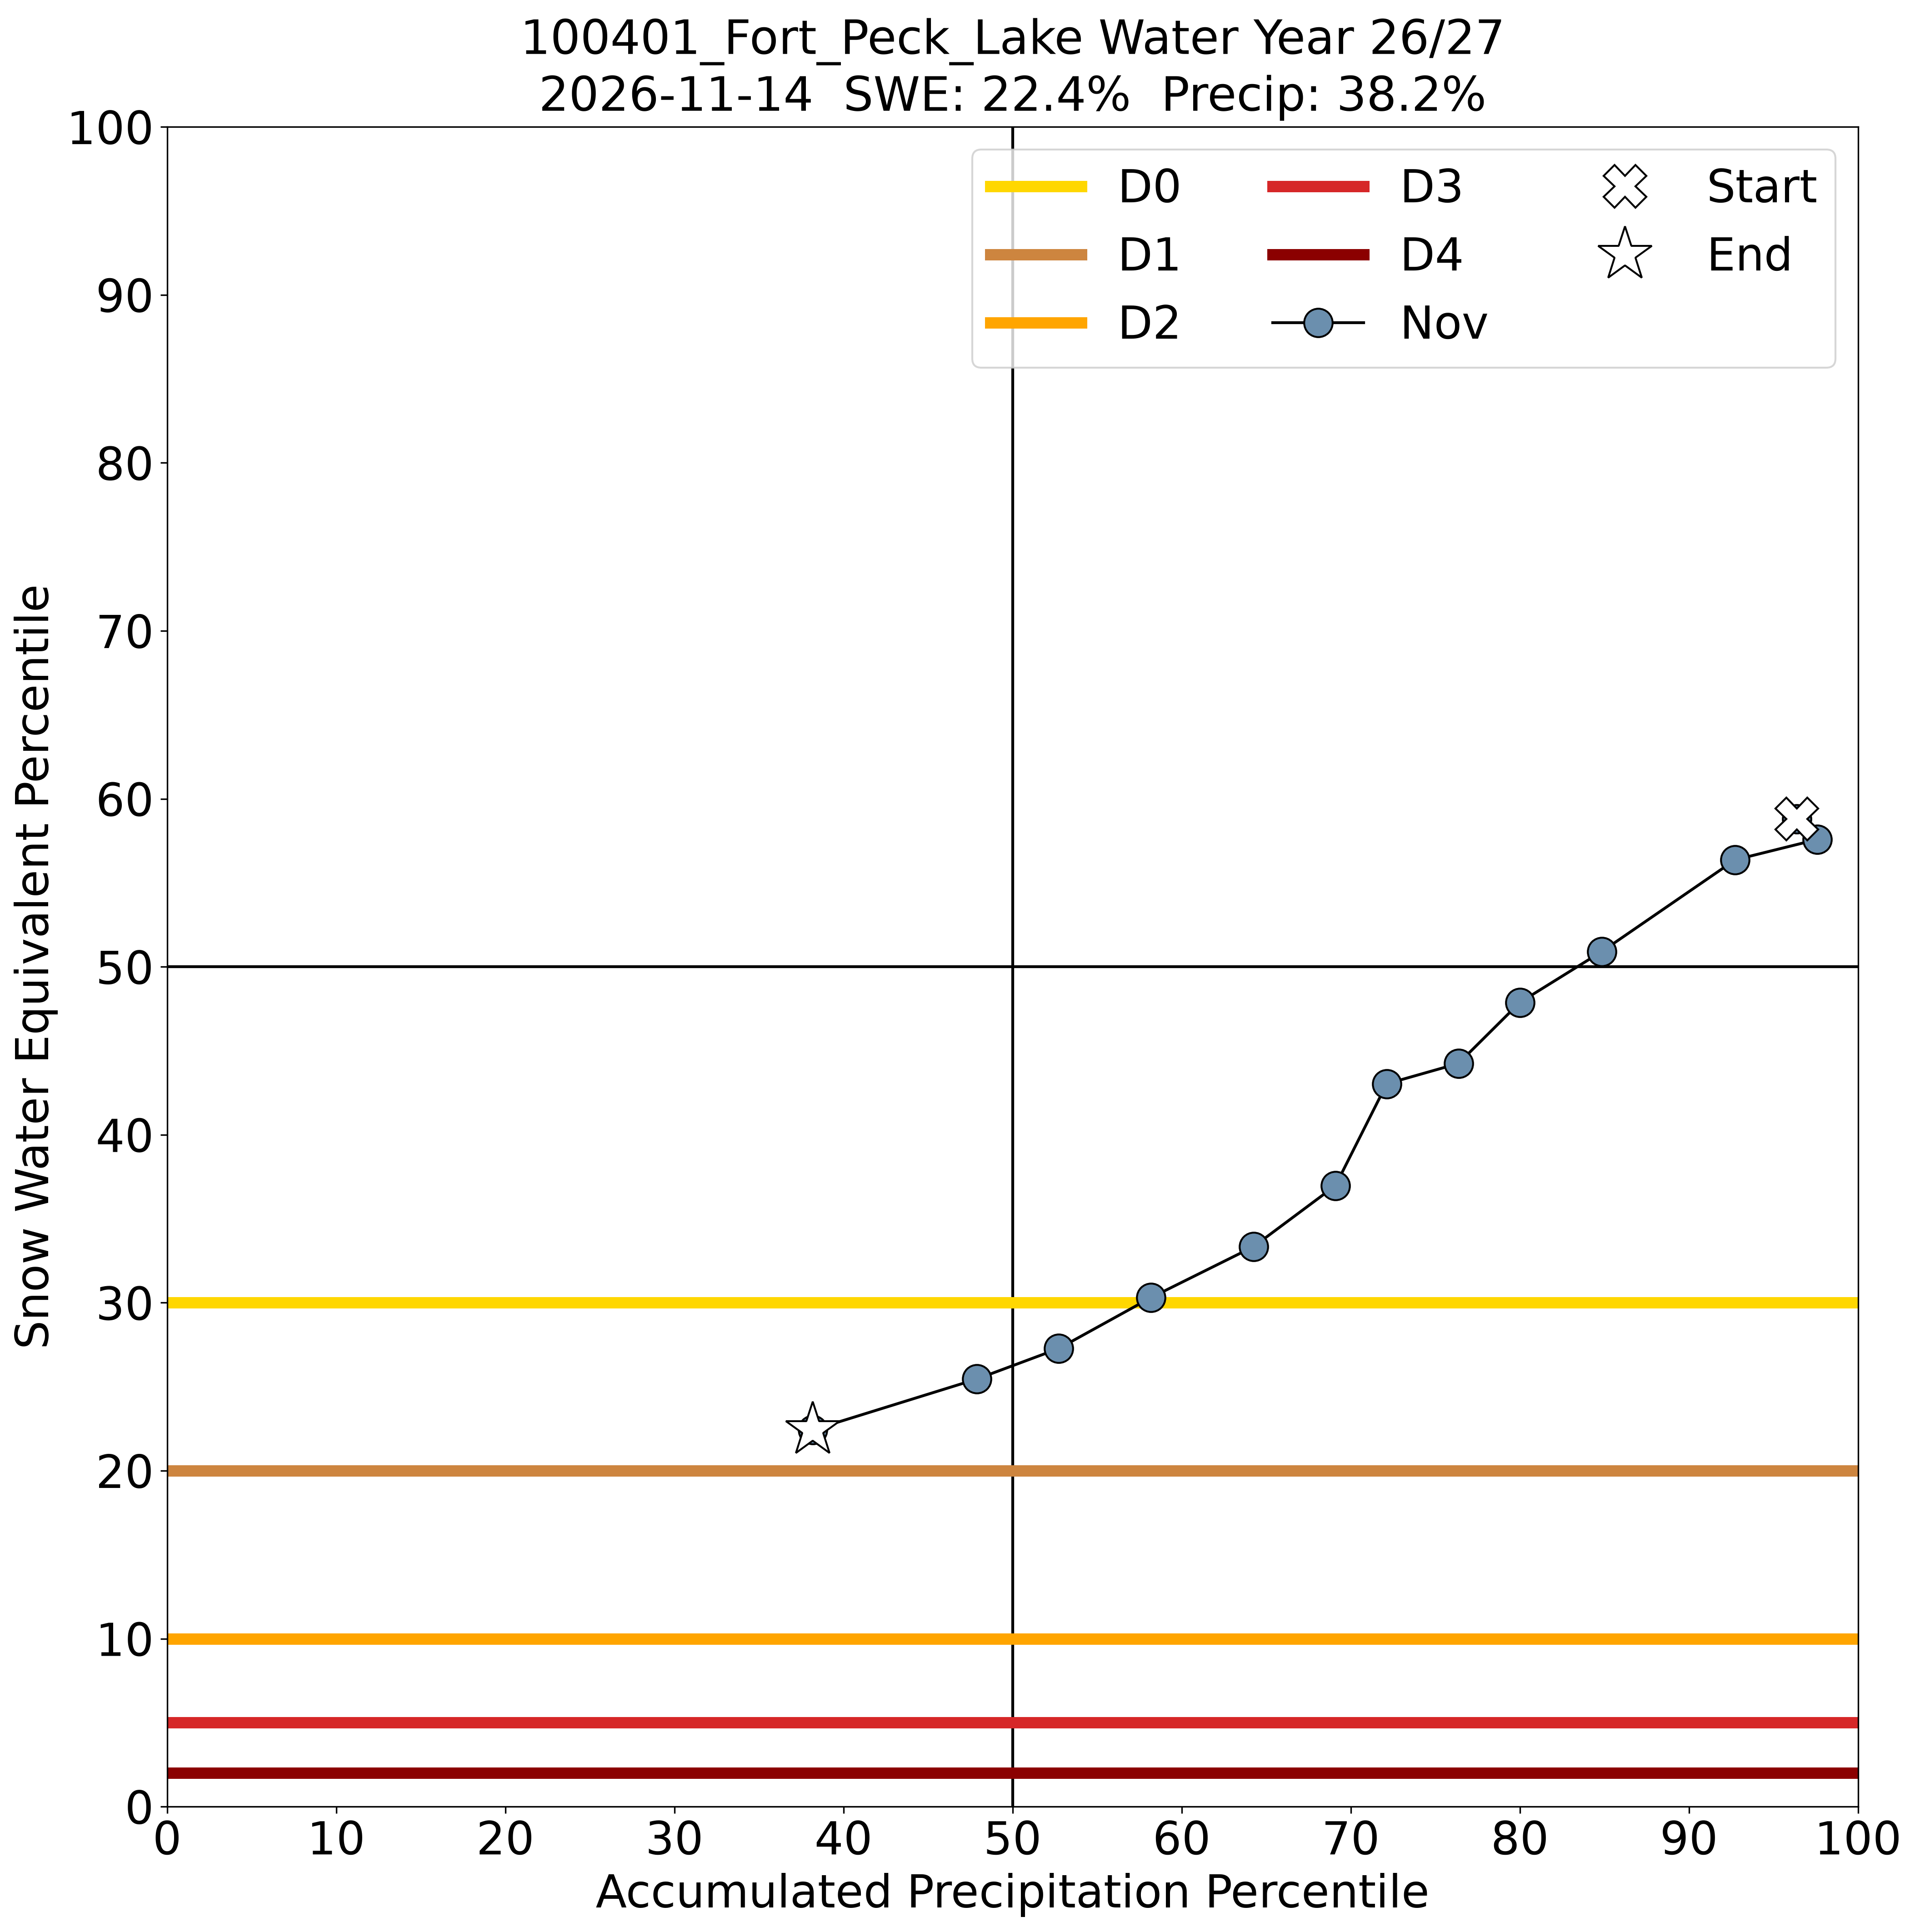 100401_Fort_Peck_Lake Water Year 26/27
2026-11-14  SWE: 22.4%  Precip: 38.2%
D0
D1
D2
D3
D4
Nov
Start
End
100
90
80
70
60
50
40
30
20
10
0
Snow Water Equivalent Percentile
0 10 20 30 40 50 60 70 80 90 100
Accumulated Precipitation Percentile